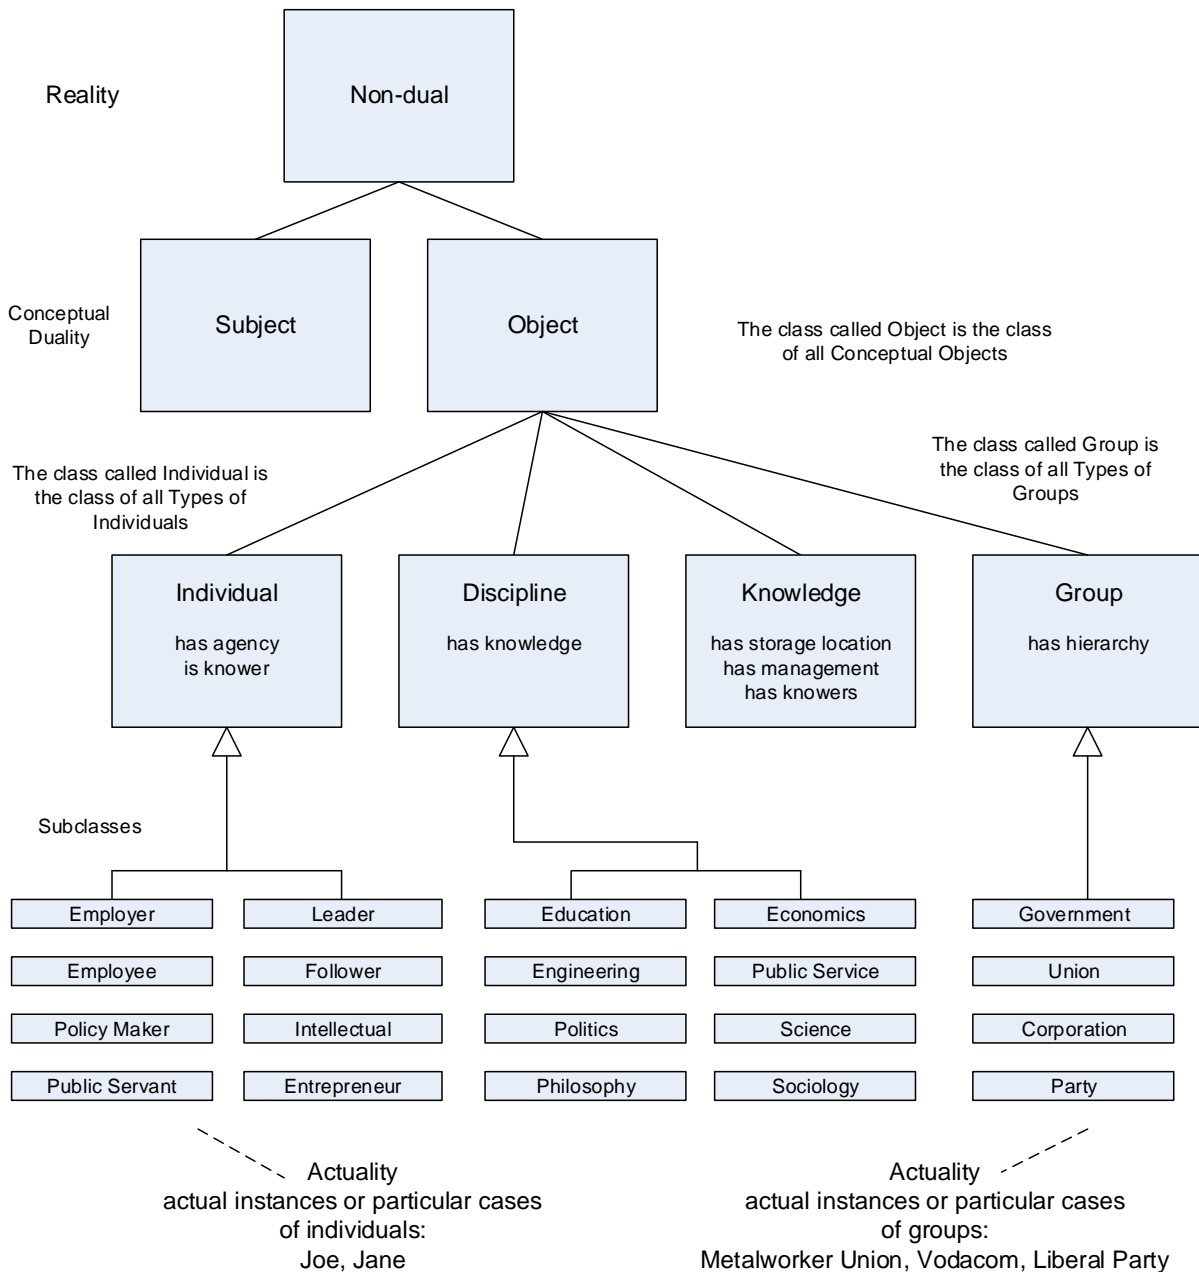 Reality
Non-dual
Conceptual
Duality
Subject
Object
The class called Object is the class
of all Conceptual Objects
The class called Individual is
the class of all Types of
Individuals
The class called Group is
the class of all Types of
Groups
Individual
has agency
is knower
Discipline
has knowledge
Knowledge
has storage location
has management
has knowers
Group
has hierarchy
Subclasses
Employer
Leader
Education
Economics
Government
Employee
Follower
Engineering
Public Service
Union
Policy Maker
Intellectual
Politics
Science
Corporation
Public Servant
Entrepreneur
Philosophy
Sociology
Party
Actuality
actual instances or particular cases
of individuals:
Joe, Jane
Actuality
actual instances or particular cases
of groups:
Metalworker Union, Vodacom, Liberal Party